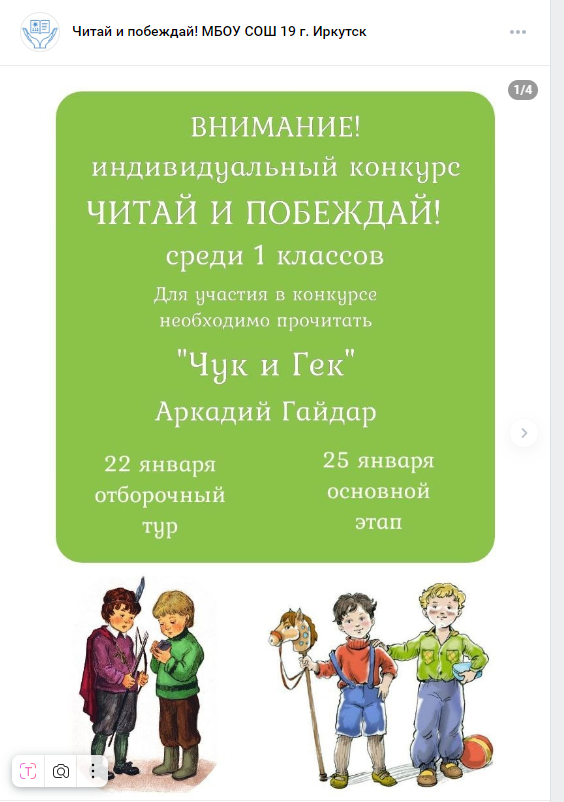 Читай и побеждай! МБОУ СОШ 19 г. Иркутск
1/4
ВНИМАНИЕ!
индивидуальный конкурс
ЧИТАЙ И ПОБЕЖДАЙ!
среди 1 классов
Для участия в конкурсе
необходимо прочитать
"Чук и Гек"
Аркадий Гайдар
22 января
отборочный
тур
25 января
основной
этап